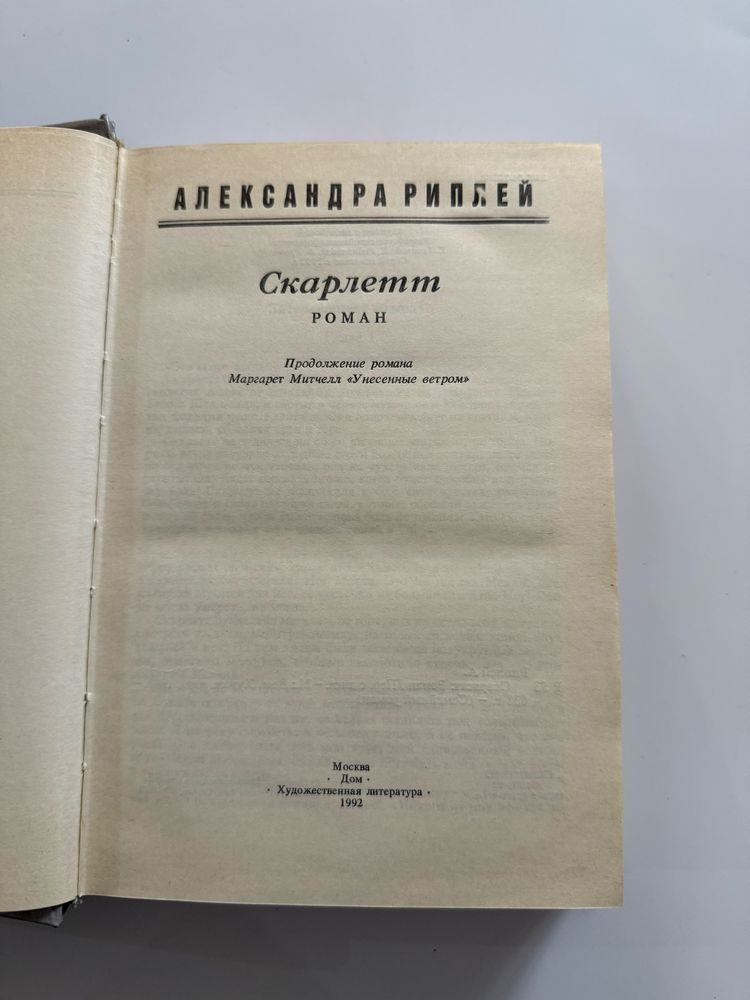 АЛЕКСАНДРА РИПЛЕЙ
Скарлетт
РОМАН
Продолжение романа
Маргарет Митчелл «Унесенные ветром»
Москва
· Дом ·
· Художественная литература ·
1992